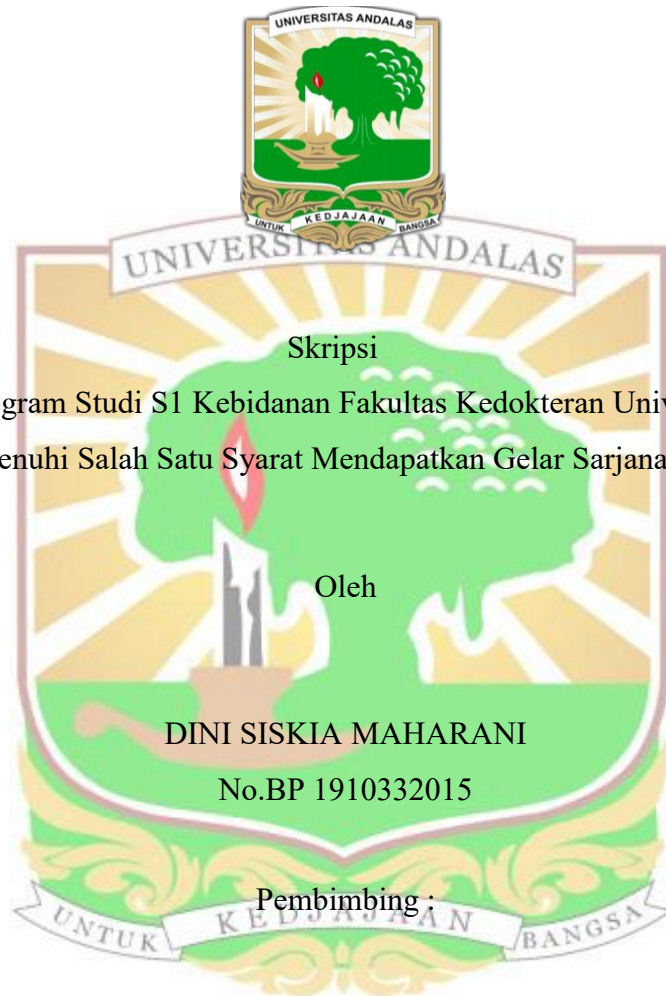 UNIVERSITAS ANDALAS
UNTUK KEDJAJAAN BANGSA
UNIVERSITAS ANDALAS
Skripsi
gram Studi S1 Kebidanan Fakultas Kedokteran Univ
enuhi Salah Satu Syarat Mendapatkan Gelar Sarjana
Oleh
DINI SISKIA MAHARANI
No.BP 1910332015
Pembimbing :
UNTUK KEDJAJAAN BANGSA